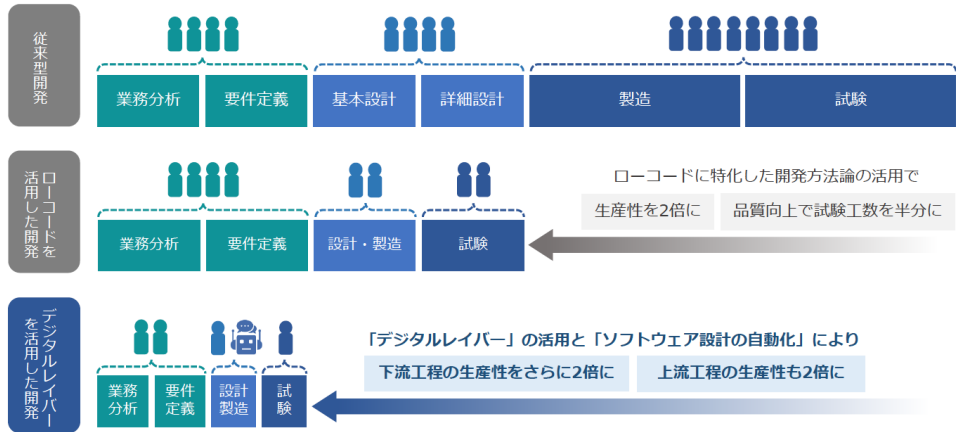 従来型開発
業務分析
要件定義
基本設計
詳細設計
製造
試験
ローコードを
活用した開発
業務分析
要件定義
設計・製造
試験
ローコードに特化した開発方法論の活用で
生産性を2倍に
品質向上で試験工数を半分に
デジタルレイバー
を活用した開発
業務
分析
要件
定義
設計
製造
試
験
「デジタルレイバー」の活用と「ソフトウェア設計の自動化」により
下流工程の生産性をさらに2倍に
上流工程の生産性も2倍に